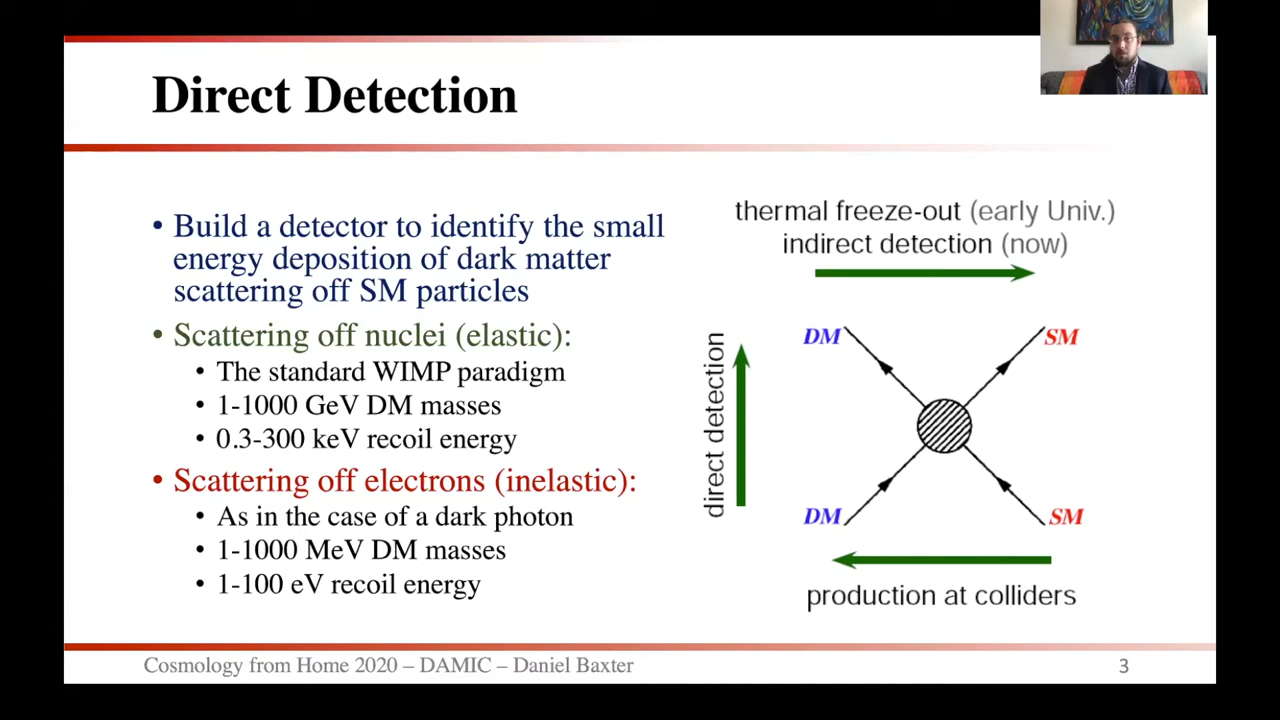 Direct Detection
• Build a detector to identify the small
energy deposition of dark matter
scattering off SM particles
• Scattering off nuclei (elastic):
• The standard WIMP paradigm
• 1-1000 GeV DM masses
• 0.3-300 keV recoil energy
• Scattering off electrons (inelastic):
• As in the case of a dark photon
• 1-1000 MeV DM masses
• 1-100 eV recoil energy
thermal freeze-out (early Univ.)
indirect detection (now)
direct detection
DM
SM
DM
SM
production at colliders
Cosmology from Home 2020 – DAMIC – Daniel Baxter
3